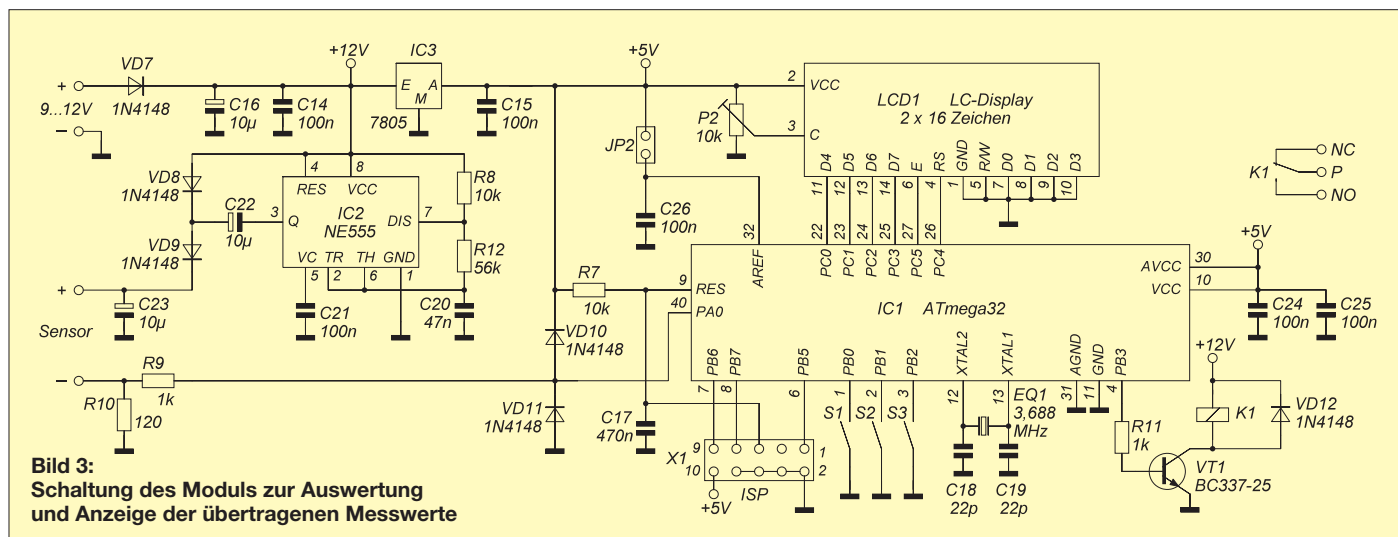 +12V
IC3
+5V
VD7
+
9...12V
–
1N4148
C16
10µ
C14
100n
E A
M
7805
C15
100n
JP2
P2
10k
2
VCC
3
C
LCD1 LC-Display
2 x 16 Zeichen
D4 D5 D6 D7 E RS GND R/W D0 D1 D2 D3
11 12 13 14 6 4 1 5 7 8 9 10
NC
K1
P
NO
VD8
1N4148
C22
10µ
VD9
1N4148
4 8
RES VCC
3
Q
IC2
NE555
DIS
7
VC TR TH GND
5 2 6 1
R8
10k
R12
56k
C21
100n
C20
47n
+
C23
10µ
Sensor
–
R9
1k
R10
120
C26
100n
R7
10k
VD10
1N4148
VD11
1N4148
C17
470n
32
22 23 24 25 27 26
AREF
PC0 PC1 PC2 PC3 PC5 PC4
9
RES
40
PA0
IC1 ATmega32
AVCC
30
VCC
10
+5V
C24
100n
C25
100n
PB6 PB7 PB5 PB0 PB1 PB2 XTAL2 XTAL1 AGND GND PB3
7 8 6 1 2 3 12 13 31 11 4
S1 S2 S3
EQ1
3,688
MHz
C18
22p
C19
22p
X1
9 1
10 2
+5V
ISP
+12V
K1
VD12
1N4148
R11
1k
VT1
BC337-25
Bild 3:
Schaltung des Moduls zur Auswertung
und Anzeige der übertragenen Messwerte